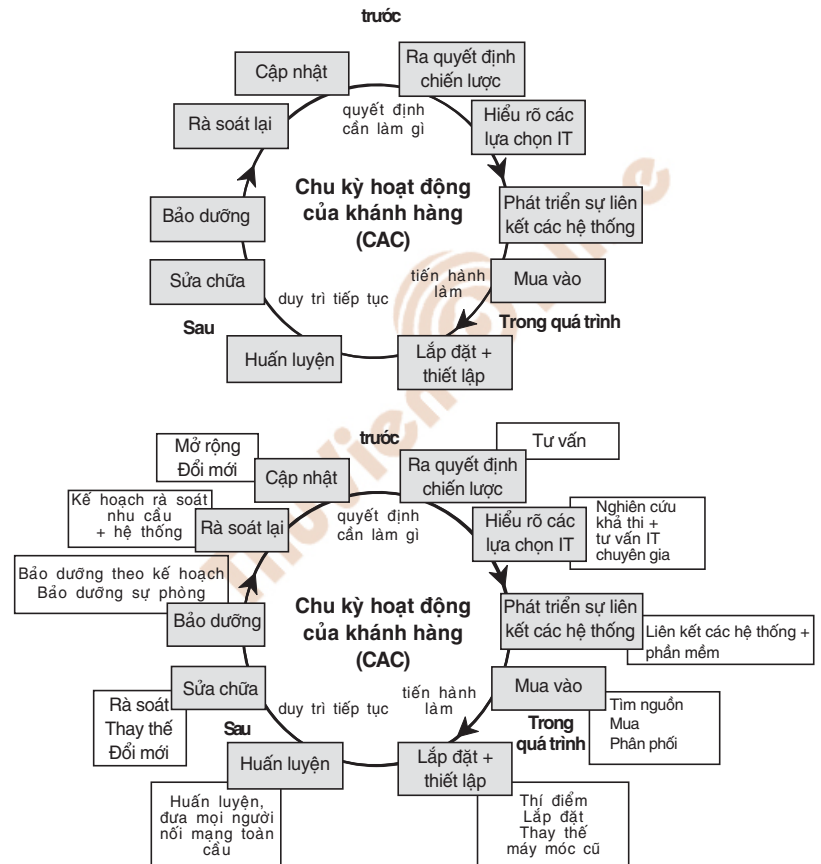 trước
Ra quyết định
chiến lược
Cập nhật
quyết định
cần làm gì
Hiểu rõ các
lựa chọn IT
Rà soát lại
Chu kỳ hoạt động
của khánh hàng
(CAC)
Phát triển sự liên
kết các hệ thống
Bảo dưỡng
tiến hành
làm
Mua vào
Sửa chữa
duy trì tiếp tục
Sau
Trong quá trình
Lắp đặt +
thiết lập
Huấn luyện
ThuVienOnline
trước
Mở rộng
Đổi mới
Cập nhật
Ra quyết định
chiến lược
Tư vấn
Kế hoạch rà soát
nhu cầu
+ hệ thống
Rà soát lại
quyết định
cần làm gì
Hiểu rõ các
lựa chọn IT
Nghiên cứu
khả thi +
tư vấn IT
chuyên gia
Bảo dưỡng theo kế hoạch
Bảo dưỡng sự phòng
Bảo dưỡng
Chu kỳ hoạt động
của khánh hàng
(CAC)
Phát triển sự liên
kết các hệ thống
Liên kết các hệ thống +
phần mềm
Sửa chữa
Rà soát
Thay thế
Đổi mới
duy trì tiếp tục
tiến hành
làm
Mua vào
Tìm nguồn
Mua
Phân phối
Sau
Trong
quá trình
Huấn luyện
Lắp đặt +
thiết lập
Huấn luyện,
đưa mọi người
nối mạng toàn
cầu
Thí điểm
Lắp đặt
Thay thế
máy móc cũ